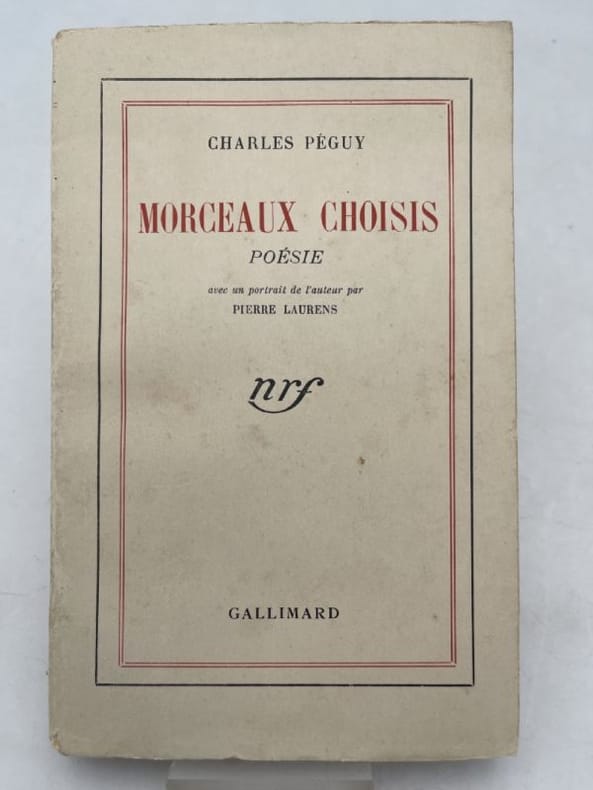 CHARLES PÉGUY
MORCEAUX CHOISIS
POÉSIE
avec un portrait de l'auteur par
PIERRE LAURENS
nrf
GALLIMARD